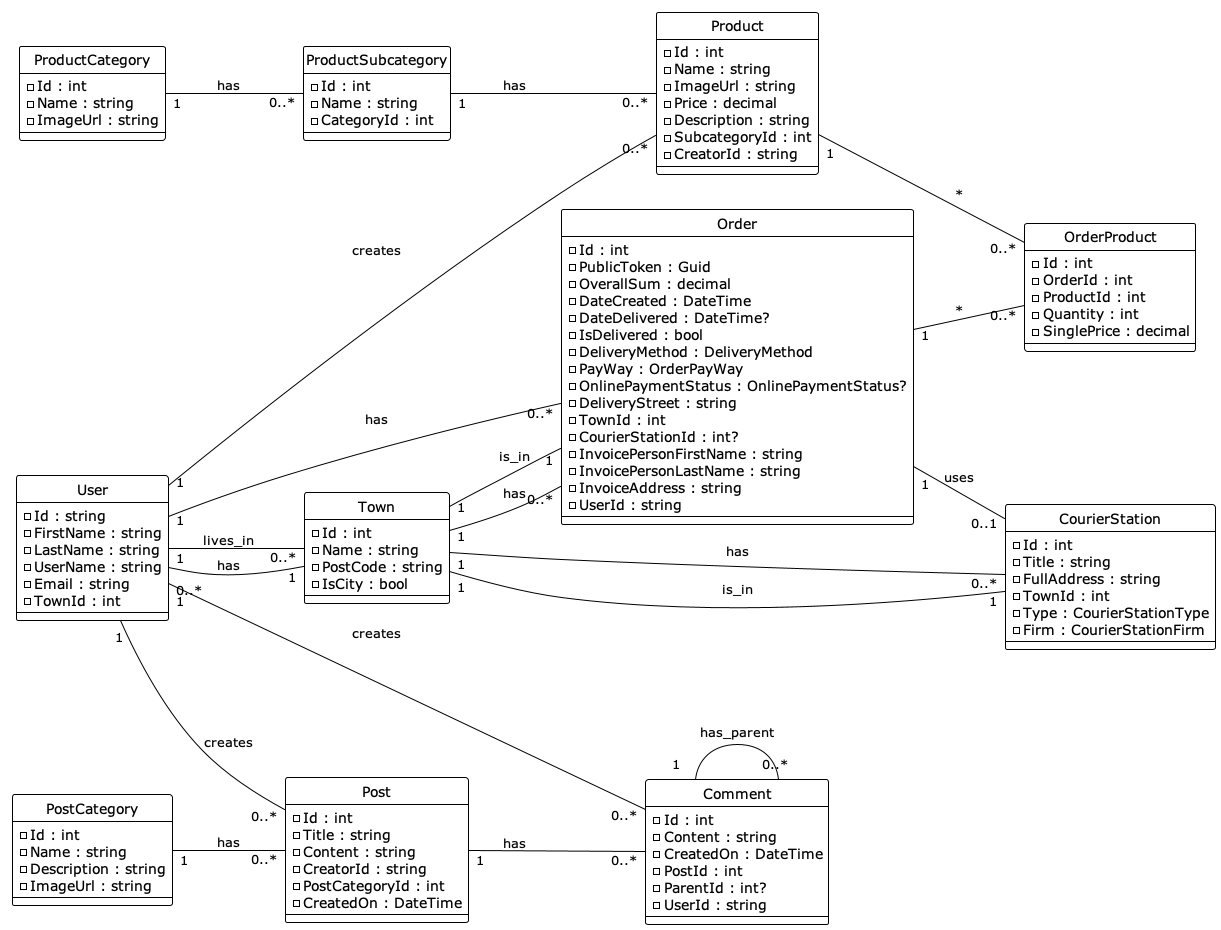 ProductCategory
Id : int
Name : string
ImageUrl : string
has
1
0..*
ProductSubcategory
Id : int
Name : string
CategoryId : int
has
1
0..*
Product
Id : int
Name : string
ImageUrl : string
Price : decimal
Description : string
SubcategoryId : int
CreatorId : string
0..*
1
*
0..*
creates
Order
Id : int
PublicToken : Guid
OverallSum : decimal
DateCreated : DateTime
DateDelivered : DateTime?
IsDelivered : bool
DeliveryMethod : DeliveryMethod
PayWay : OrderPayWay
OnlinePaymentStatus : OnlinePaymentStatus?
DeliveryStreet : string
TownId : int
CourierStationId : int?
InvoicePersonFirstName : string
InvoicePersonLastName : string
InvoiceAddress : string
UserId : string
OrderProduct
Id : int
OrderId : int
ProductId : int
Quantity : int
SinglePrice : decimal
*
0..*
1
has
0..*
is_in
1
1
has
0..*
1
uses
1
0..1
User
Id : string
FirstName : string
LastName : string
UserName : string
Email : string
TownId : int
1
1
lives_in
1
0..*
has
0..*
1
1
Town
Id : int
Name : string
PostCode : string
IsCity : bool
has
1
0..*
is_in
1
1
CourierStation
Id : int
Title : string
FullAddress : string
TownId : int
Type : CourierStationType
Firm : CourierStationFirm
creates
1
creates
0..*
0..*
has_parent
1
0..*
PostCategory
Id : int
Name : string
Description : string
ImageUrl : string
has
1
0..*
Post
Id : int
Title : string
Content : string
CreatorId : string
PostCategoryId : int
CreatedOn : DateTime
has
1
0..*
Comment
Id : int
Content : string
CreatedOn : DateTime
PostId : int
ParentId : int?
UserId : string